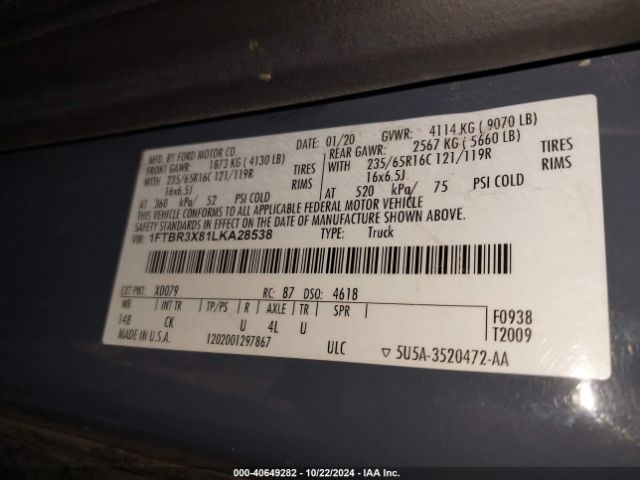 MFD. BY FORD MOTOR CO.
DATE: 01/20 GVWR: 4114 KG ( 9070 LB)
FRONT GAWR: 1873 KG ( 4130 LB)
REAR GAWR: 2567 KG ( 5660 LB)
WITH 235/65R16C 121/119R TIRES
WITH 235/65R16C 121/119R TIRES
16x6.5J RIMS
16x6.5J RIMS
AT 360 kPa/ 52 PSI COLD
AT 520 kPa/ 75 PSI COLD
THIS VEHICLE CONFORMS TO ALL APPLICABLE FEDERAL MOTOR VEHICLE
SAFETY STANDARDS IN EFFECT ON THE DATE OF MANUFACTURE SHOWN ABOVE.
VIN: 1FTBR3X81LKA28538 TYPE: Truck
EXT PNT: X0079 RC: 87 DSO: 4618
WB INT TR TP/PS R AXLE TR SPR
148 CK U 4L U
F0938
T2009
1202001297867 ULC ▽ 5U5A-3520472-AA
000-40649282 - 10/22/2024 - IAA Inc.